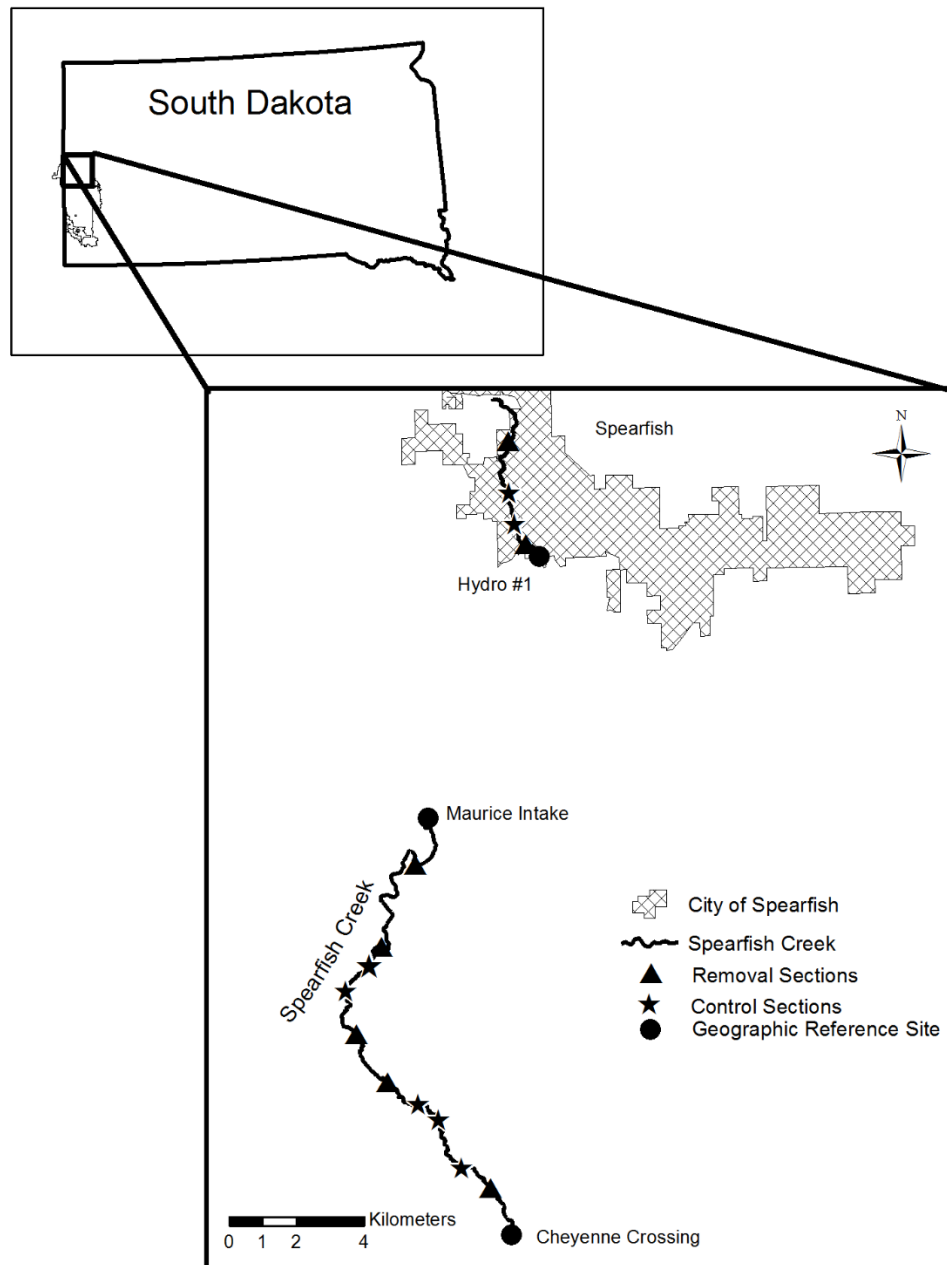 South Dakota
Spearfish
N
Hydro #1
Maurice Intake
Spearfish Creek
City of Spearfish
Spearfish Creek
Removal Sections
Control Sections
Geographic Reference Site
Kilometers
0 1 2 4
Cheyenne Crossing